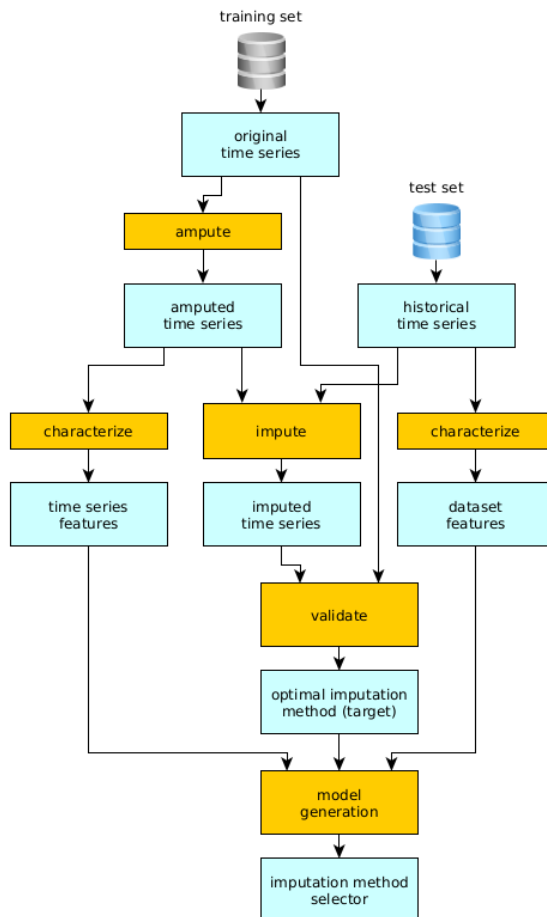 training set
original
time series
test set
ampute
amputed
time series
historical
time series
characterize
impute
characterize
time series
features
imputed
time series
dataset
features
validate
optimal imputation
method (target)
model
generation
imputation method
selector